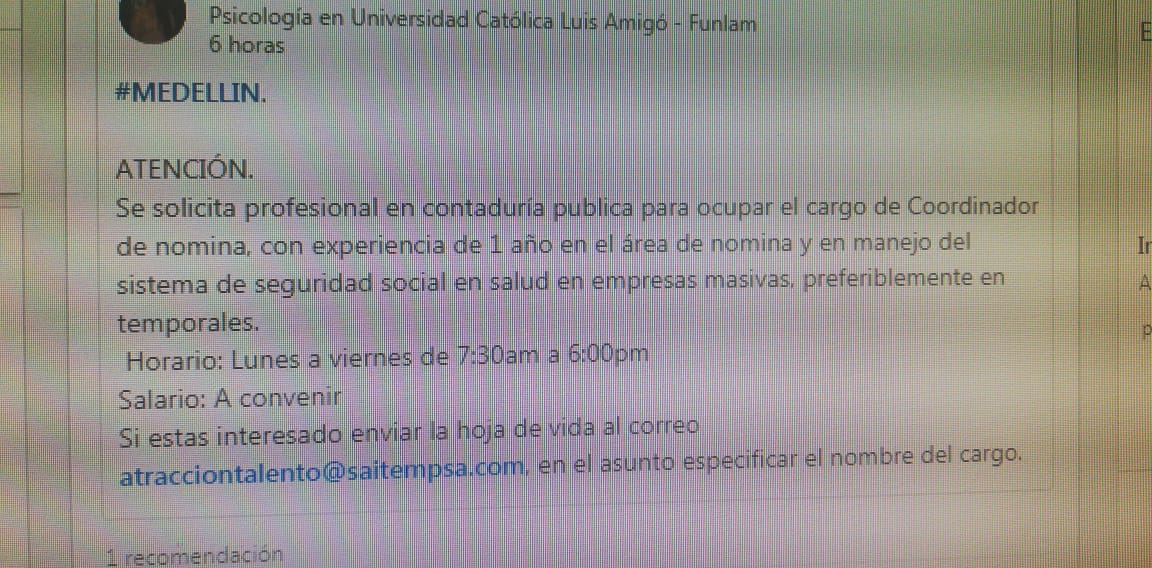 Psicología en Universidad Católica Luis Amigó - Funlam
6 horas
#MEDELLIN.
ATENCIÓN.
Se solicita profesional en contaduría publica para ocupar el cargo de Coordinador
de nomina, con experiencia de 1 año en el área de nomina y en manejo del
sistema de seguridad social en salud en empresas masivas, preferiblemente en
temporales.
Horario: Lunes a viernes de 7:30am a 6:00pm
Salario: A convenir
Si estas interesado enviar la hoja de vida al correo
atracciontalento@saitempsa.com, en el asunto especificar el nombre del cargo.
1 recomendación